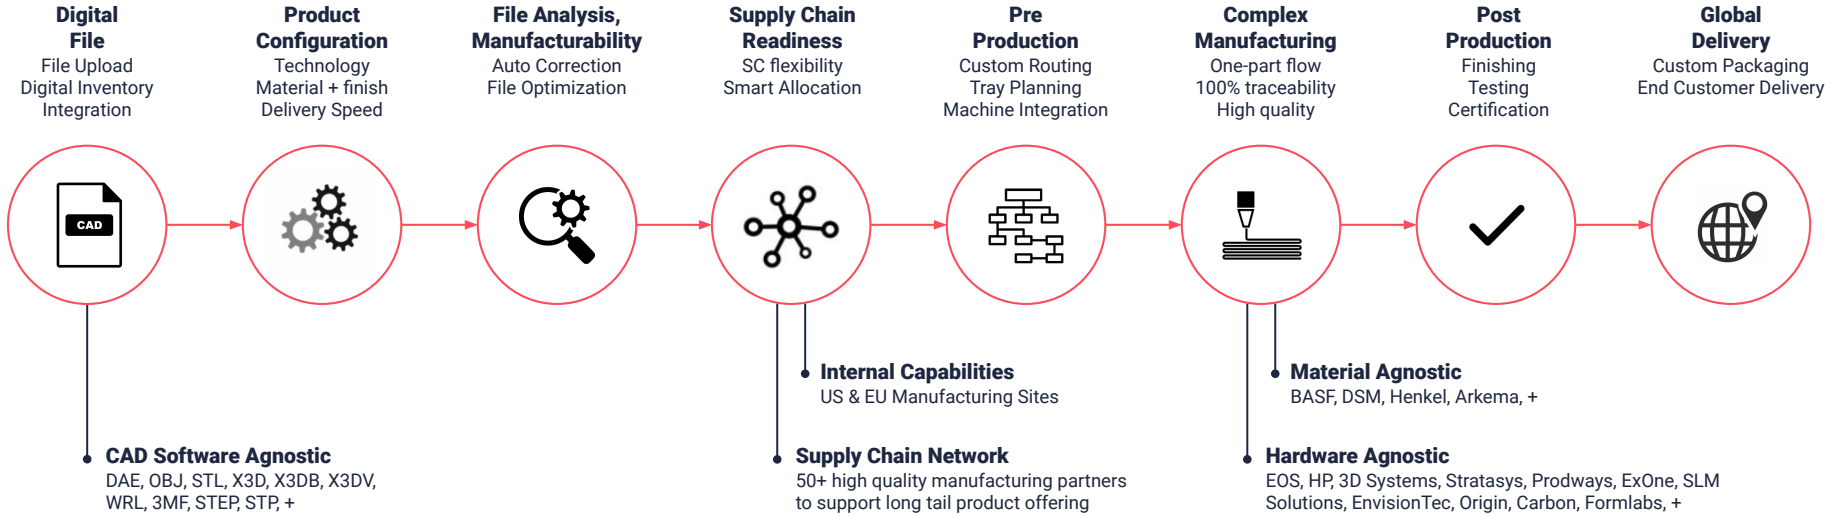 Digital
File
File Upload
Digital Inventory
Integration
Product
Configuration
Technology
Material + finish
Delivery Speed
File Analysis,
Manufacturability
Auto Correction
File Optimization
Supply Chain
Readiness
SC flexibility
Smart Allocation
Pre
Production
Custom Routing
Tray Planning
Machine Integration
Complex
Manufacturing
One-part flow
100% traceability
High quality
Post
Production
Finishing
Testing
Certification
Global
Delivery
Custom Packaging
End Customer Delivery
CAD
Internal Capabilities
US & EU Manufacturing Sites
Material Agnostic
BASF, DSM, Henkel, Arkema, +
CAD Software Agnostic
DAE, OBJ, STL, X3D, X3DB, X3DV,
WRL, 3MF, STEP, STP, +
Supply Chain Network
50+ high quality manufacturing partners
to support long tail product offering
Hardware Agnostic
EOS, HP, 3D Systems, Stratasys, Prodways, ExOne, SLM
Solutions, EnvisionTec, Origin, Carbon, Formlabs, +